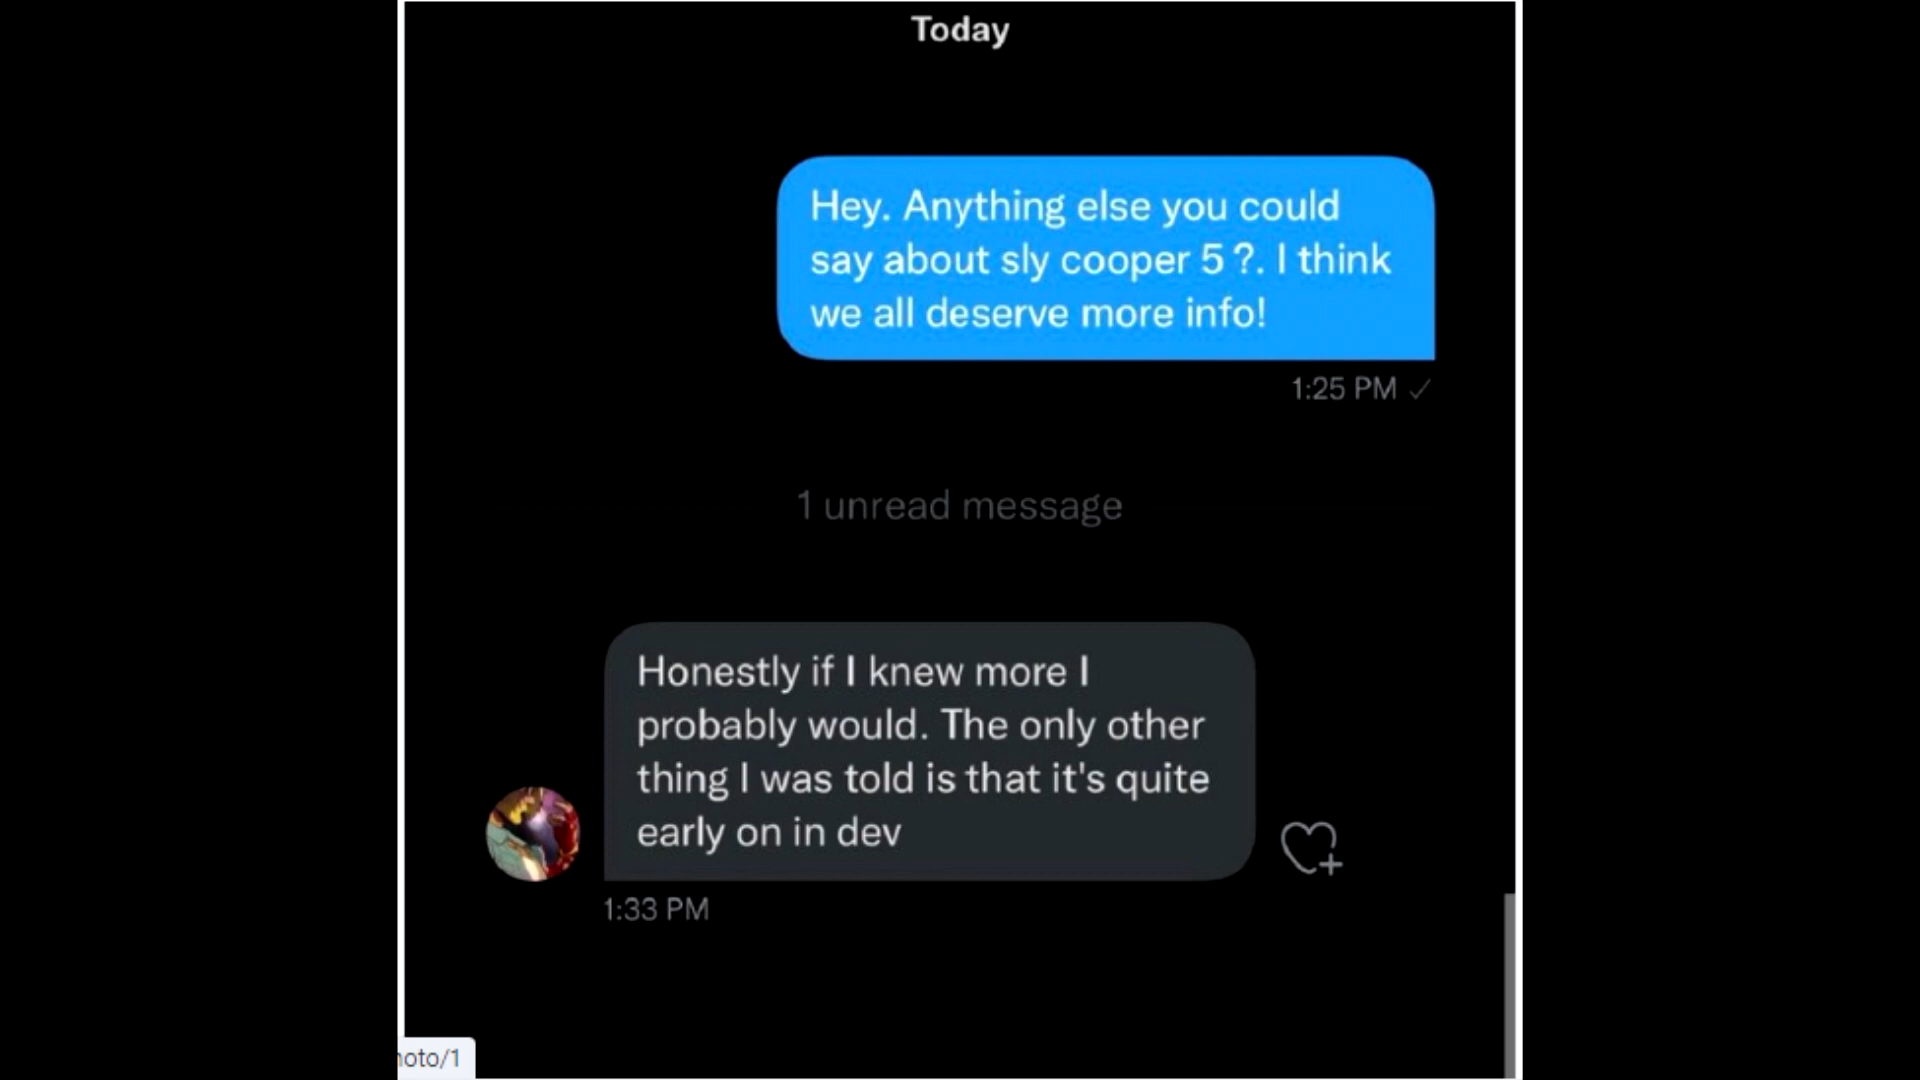 Today
Hey. Anything else you could
say about sly cooper 5 ?. I think
we all deserve more info!
1:25 PM
1 unread message
Honestly if I knew more I
probably would. The only other
thing I was told is that it's quite
early on in dev
1:33 PM
hoto/1